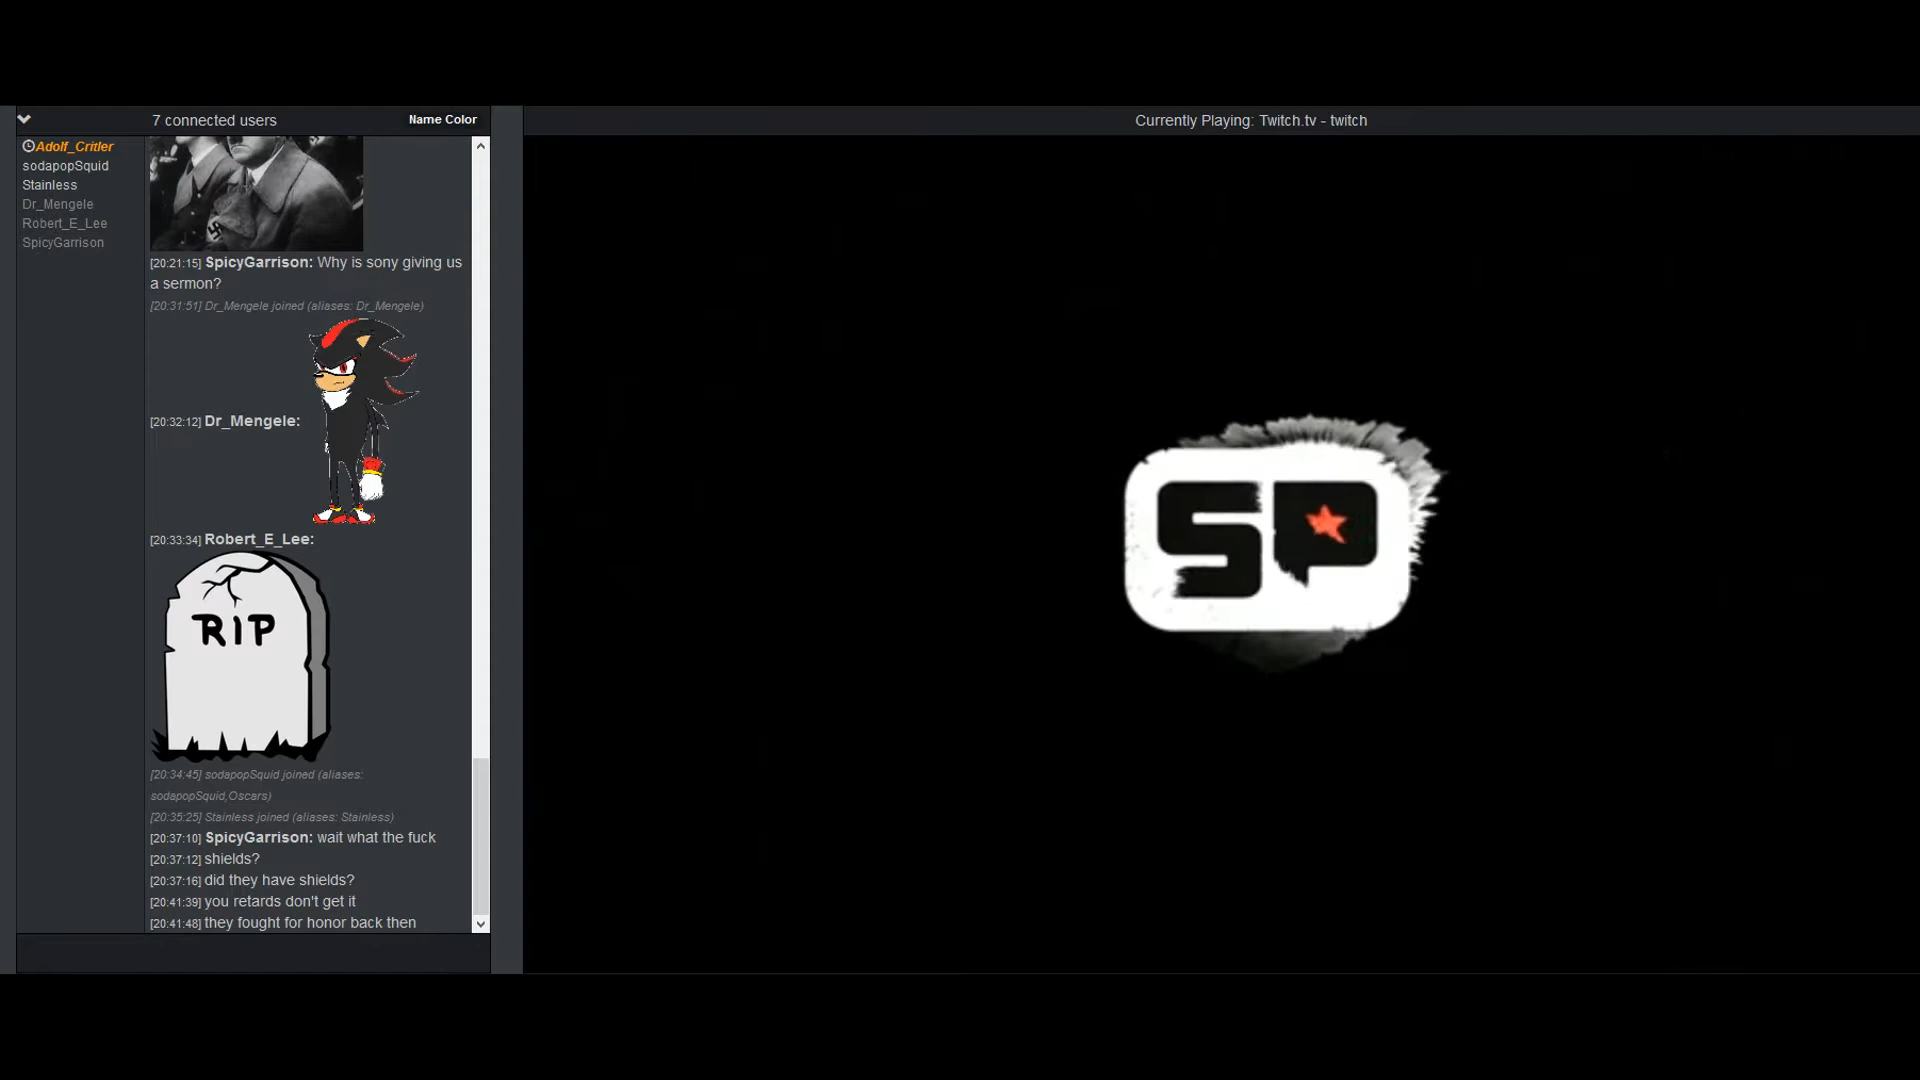 7 connected users
Name Color
Currently Playing: Twitch.tv - twitch
Adolf_Critler
sodapopSquid
Stainless
Dr_Mengele
Robert_E_Lee
SpicyGarrison
[20:21:15] SpicyGarrison: Why is sony giving us
a sermon?
[20:31:51] Dr_Mengele joined (aliases: Dr_Mengele)
[20:32:12] Dr_Mengele:
[20:33:34] Robert_E_Lee:
RIP
[20:34:45] sodapopSquid joined (aliases:
sodapopSquid,Oscars)
[20:35:25] Stainless joined (aliases: Stainless)
[20:37:10] SpicyGarrison: wait what the fuck
[20:37:12] shields?
[20:37:16] did they have shields?
[20:41:39] you retards don't get it
[20:41:48] they fought for honor back then
SP